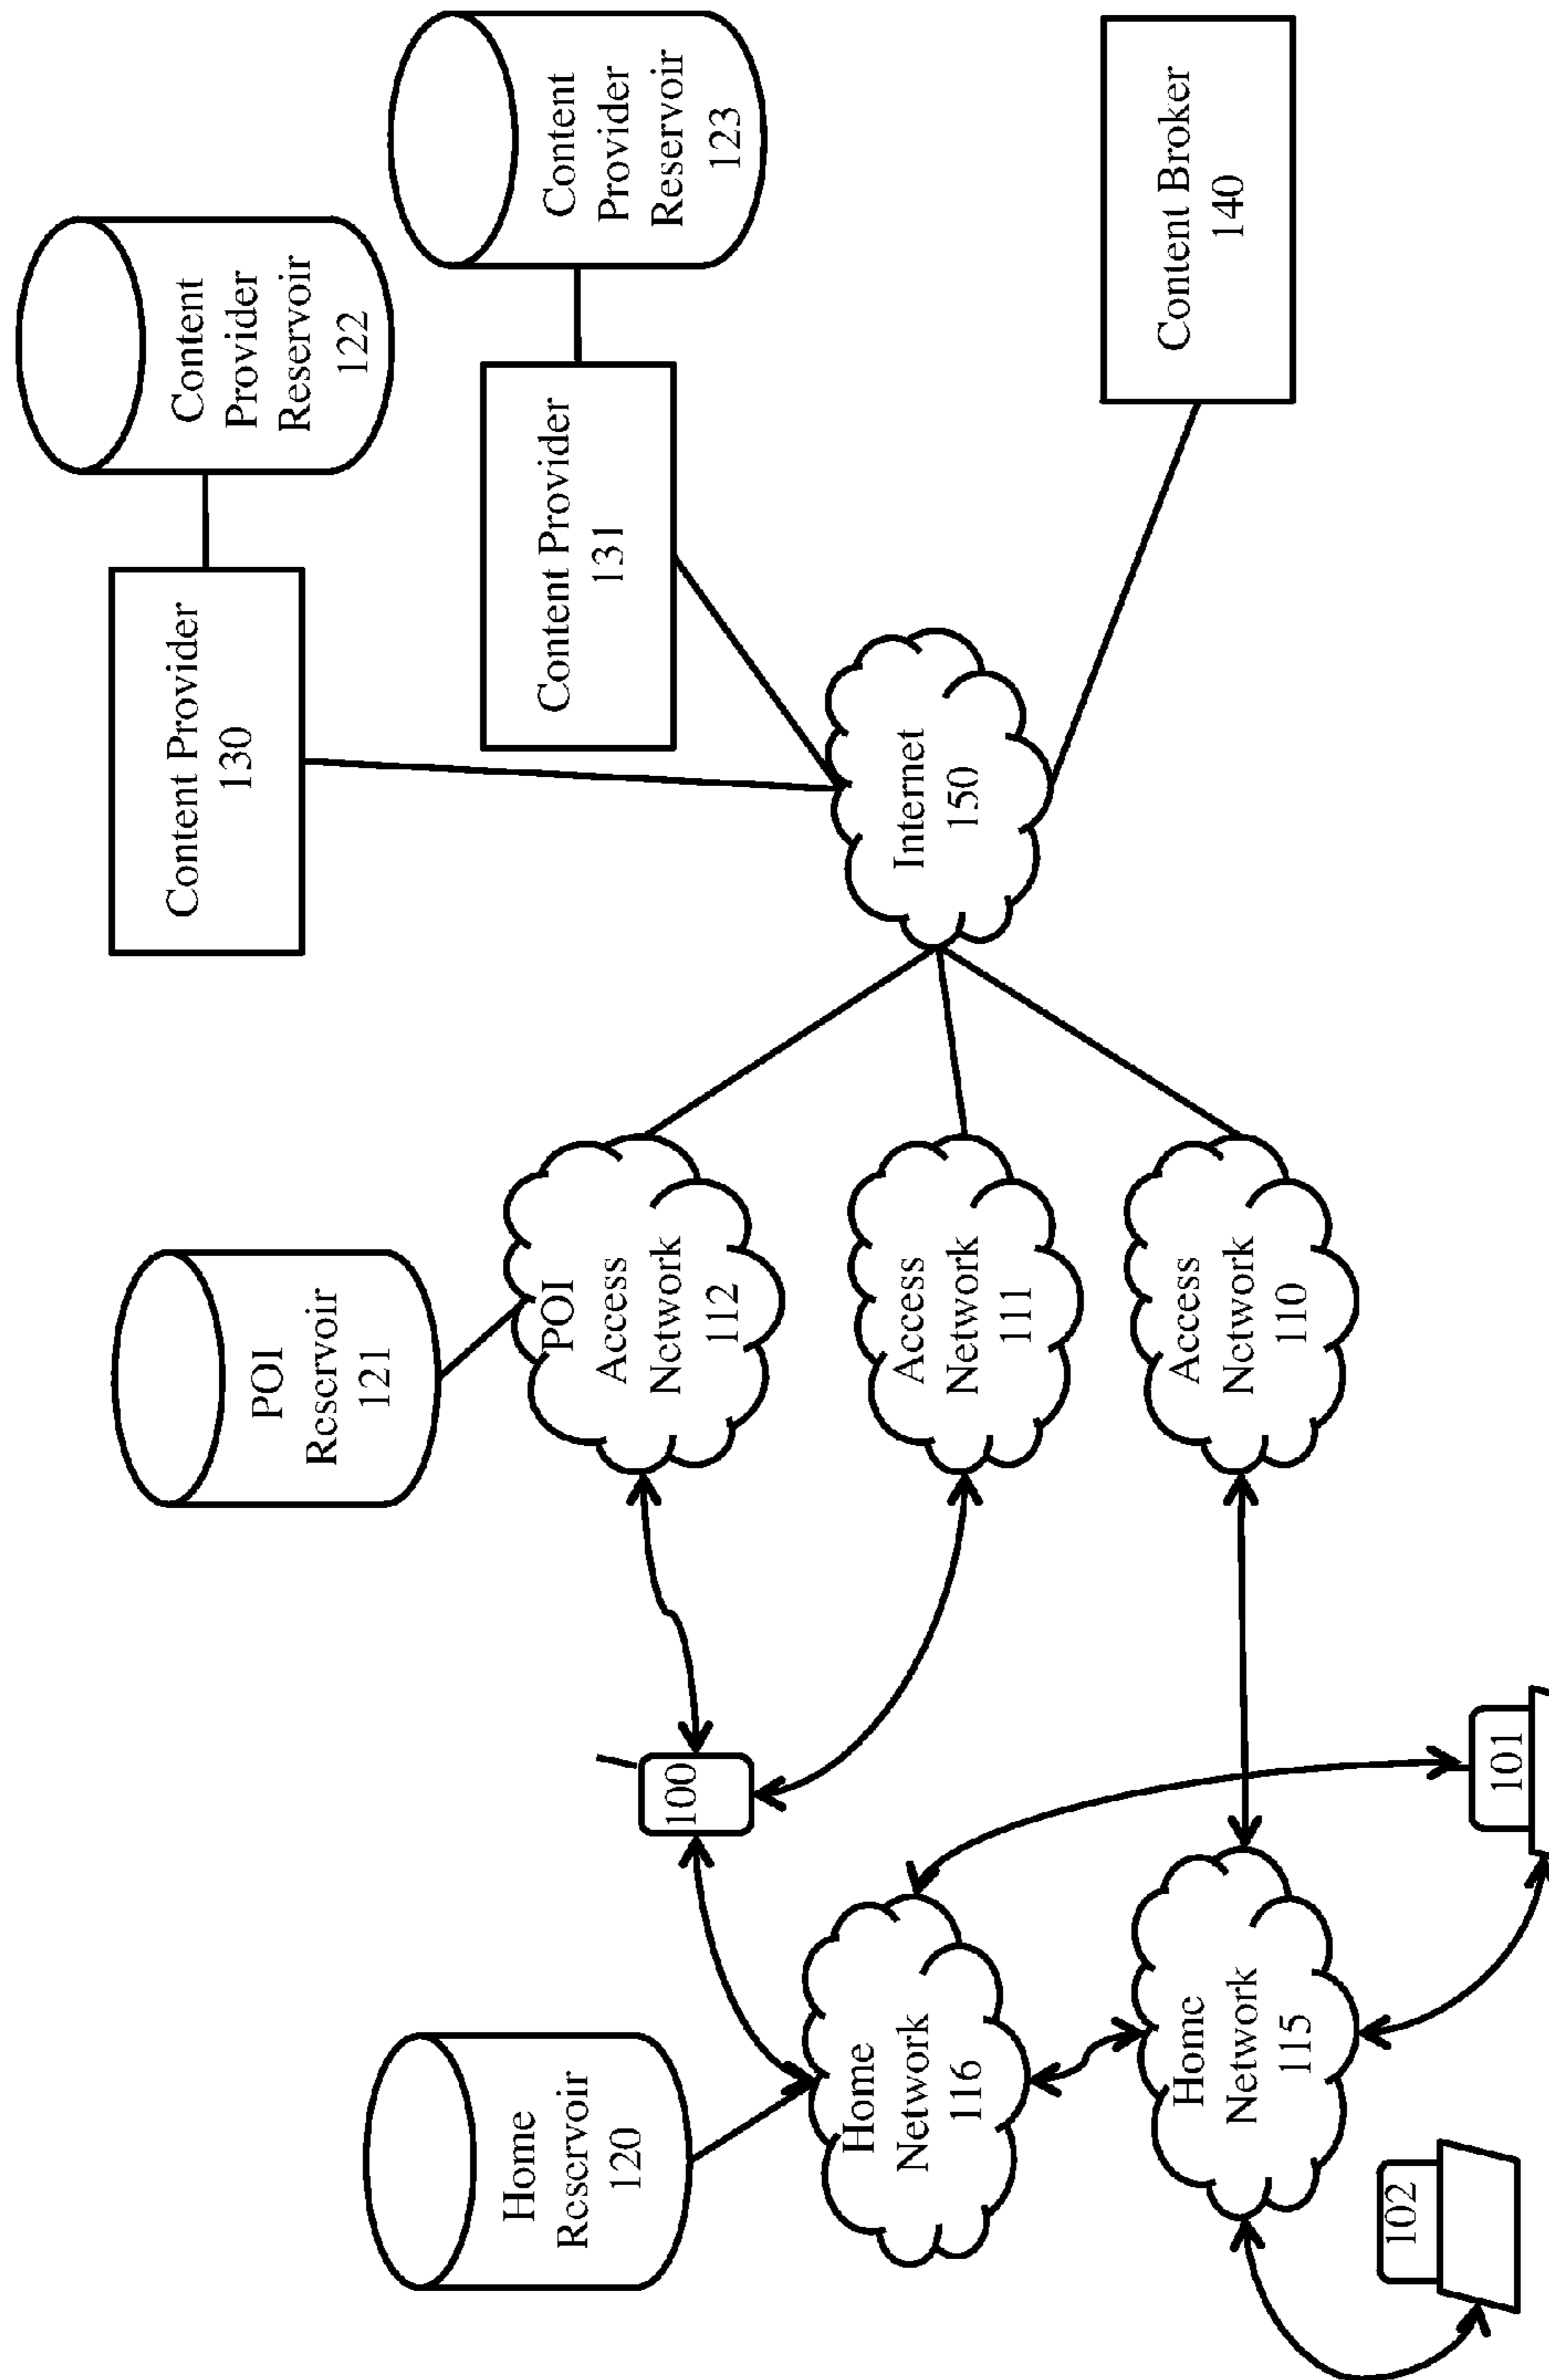 Content
Provider
Reservoir
122
Content Provider
130
Content
Provider
Reservoir
123
Content Provider
131
Content Broker
140
Internet
150
POI
Reservoir
121
POI
Access
Network
112
Access
Network
111
Access
Network
110
100
101
Home
Reservoir
120
Home
Network
116
Home
Network
115
102